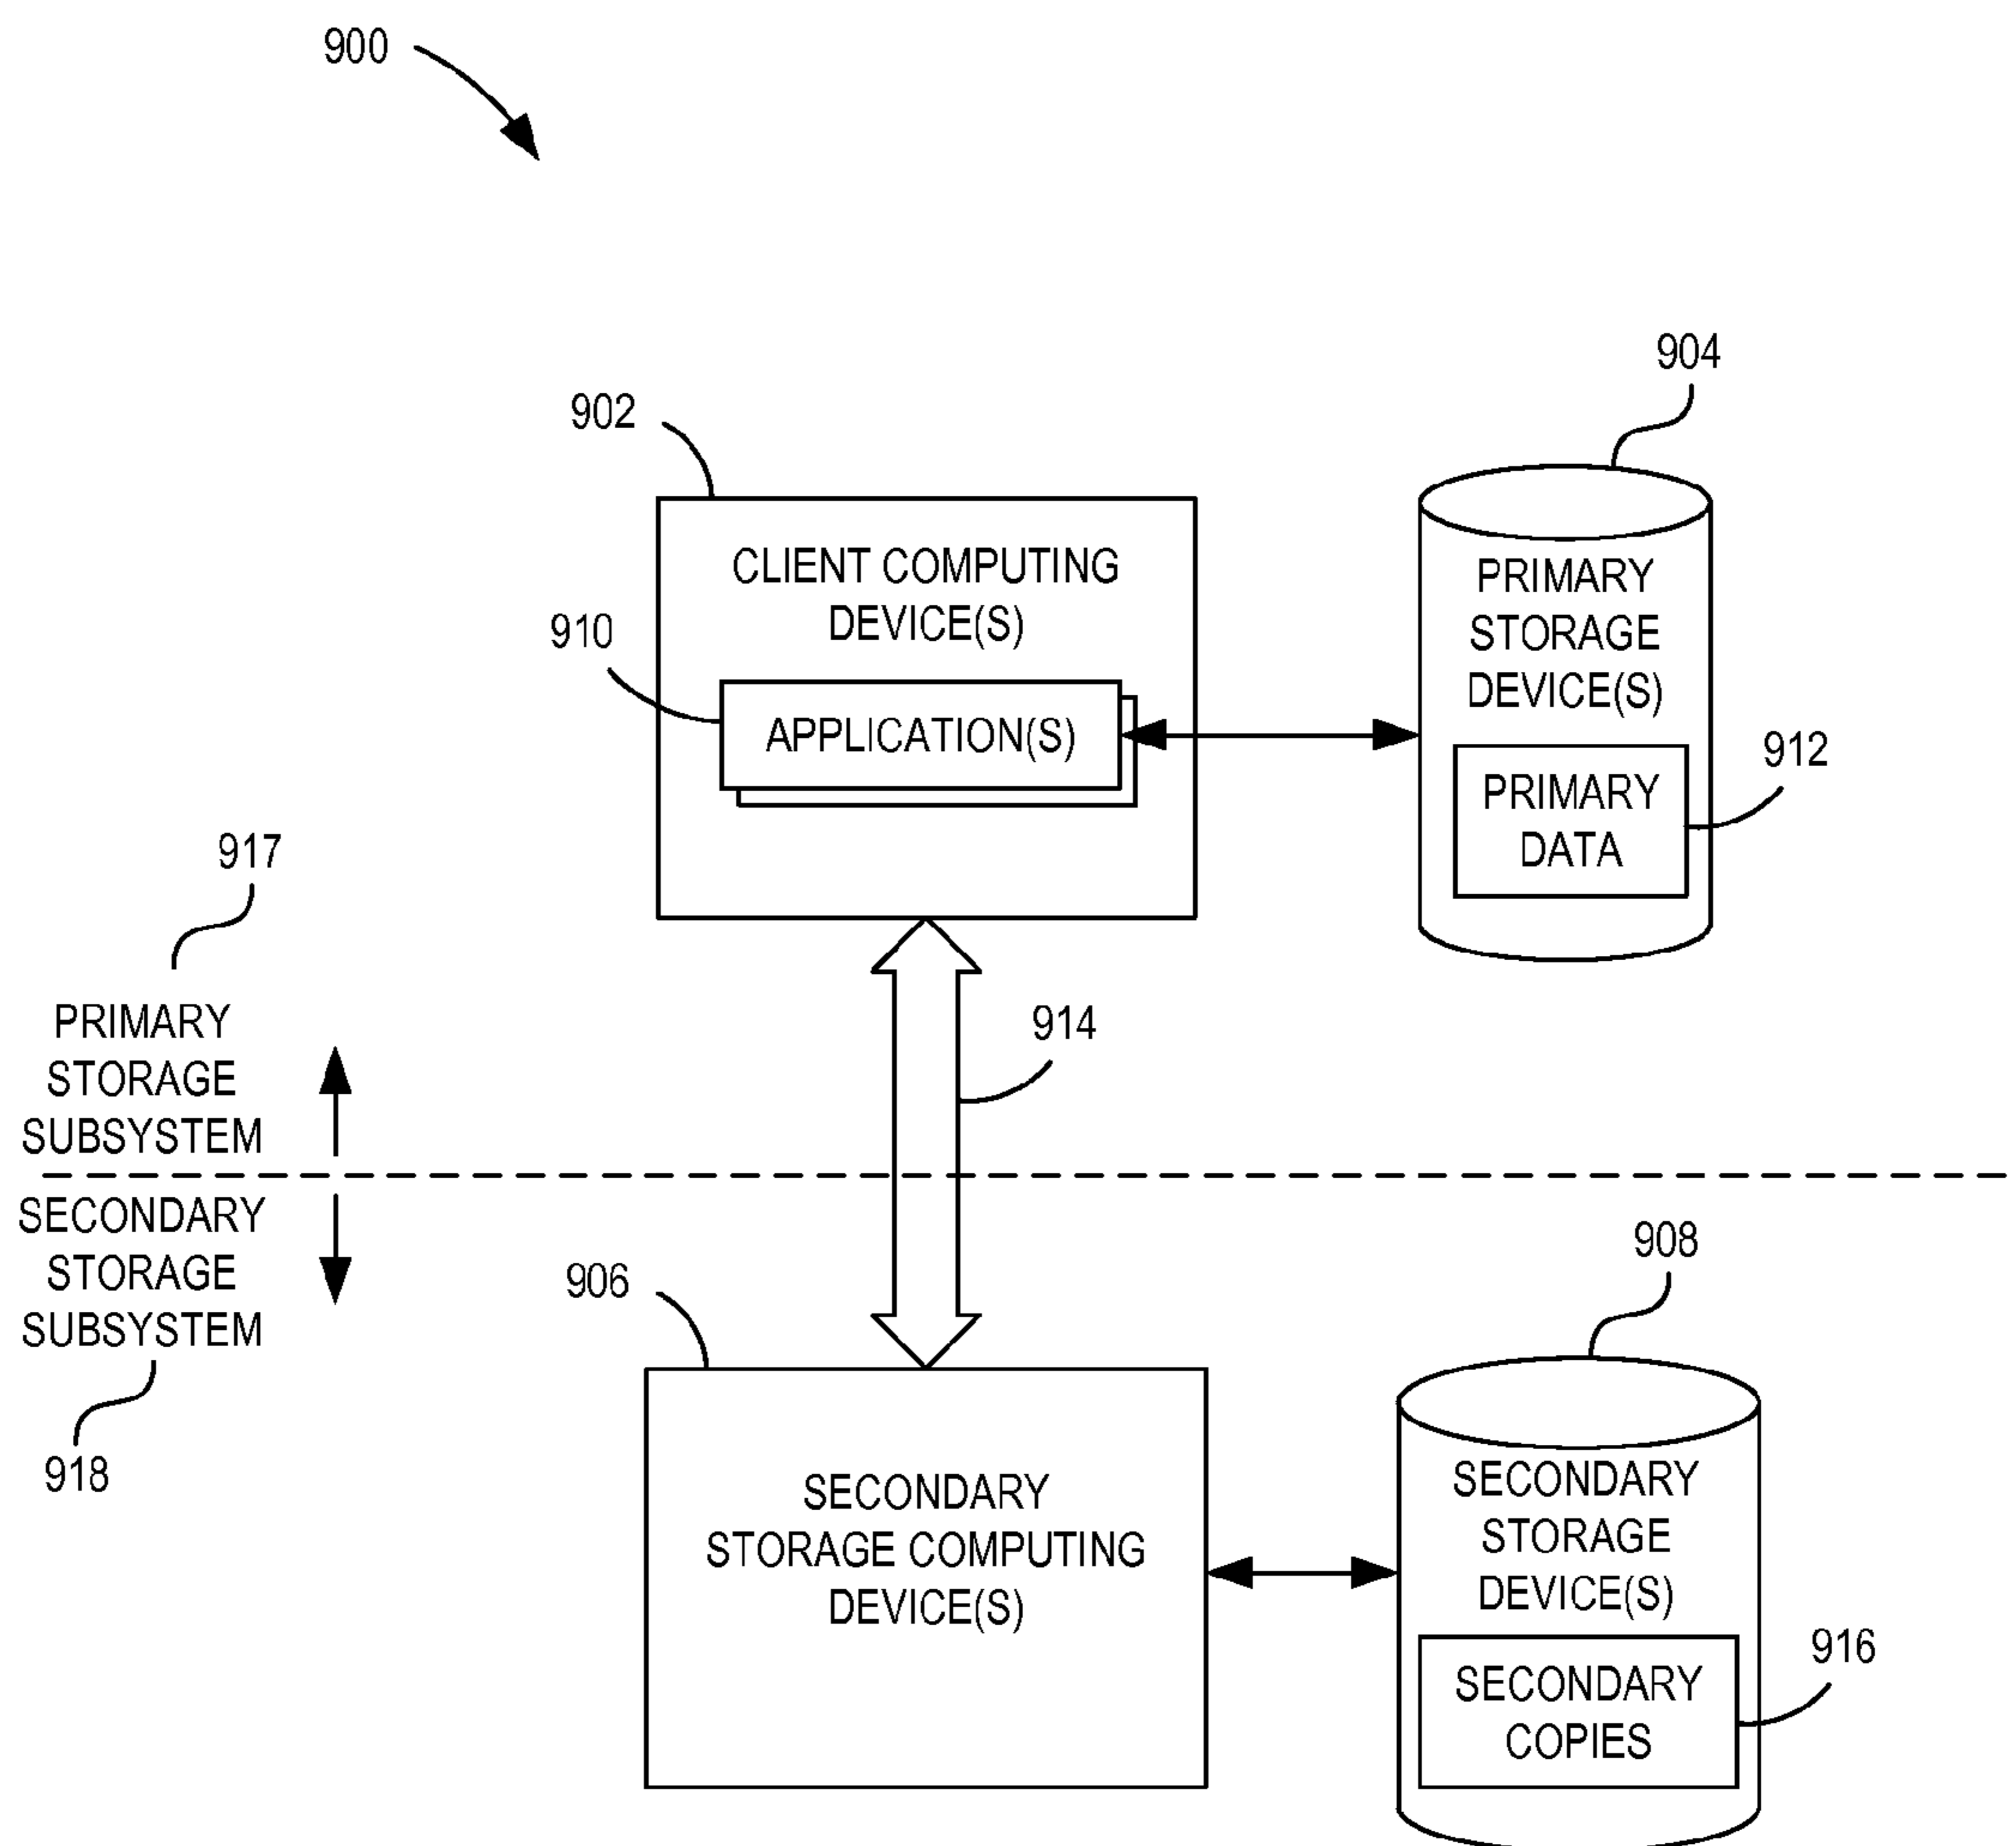 900
904
902
CLIENT COMPUTING
DEVICE(S)
910
APPLICATION(S)
PRIMARY
STORAGE
DEVICE(S)
912
PRIMARY
DATA
917
PRIMARY
STORAGE
SUBSYSTEM
914
SECONDARY
STORAGE
SUBSYSTEM
918
906
SECONDARY
STORAGE COMPUTING
DEVICE(S)
908
SECONDARY
STORAGE
DEVICE(S)
916
SECONDARY
COPIES